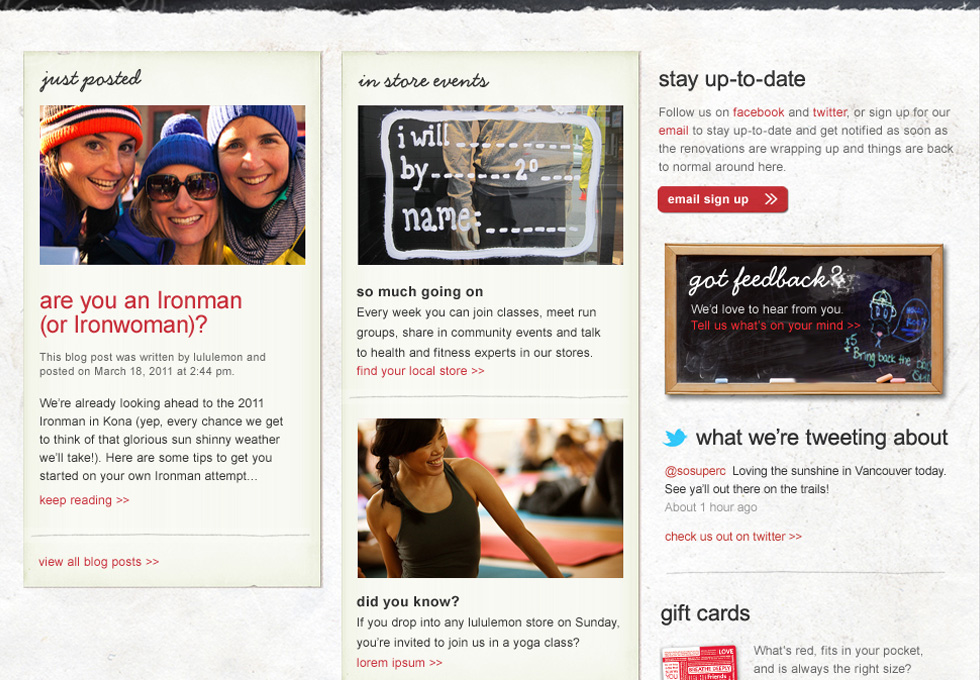 just posted
are you an Ironman
(or Ironwoman)?
This blog post was written by lululemon and
posted on March 18, 2011 at 2:44 pm.
We're already looking ahead to the 2011
Ironman in Kona (yep, every chance we get
to think of that glorious sun shinny weather
we'll take!). Here are some tips to get you
started on your own Ironman attempt...
keep reading >>
view all blog posts >>
in store events
i will
by 20
name:
so much going on
Every week you can join classes, meet run
groups, share in community events and talk
to health and fitness experts in our stores.
find your local store >>
did you know?
If you drop into any lululemon store on Sunday,
you're invited to join us in a yoga class?
lorem ipsum >>
stay up-to-date
Follow us on facebook and twitter, or sign up for our
email to stay up-to-date and get notified as soon as
the renovations are wrapping up and things are back
to normal around here.
email sign up
got feedback?
We'd love to hear from you.
Tell us what's on your mind >>
Bring back the
what we're tweeting about
@sosuperc Loving the sunshine in Vancouver today.
See ya'll out there on the trails!
About 1 hour ago
check us out on twitter >>
gift cards
What's red, fits in your pocket,
and is always the right size?
LOVE
BREATHE DEEPLY
friends